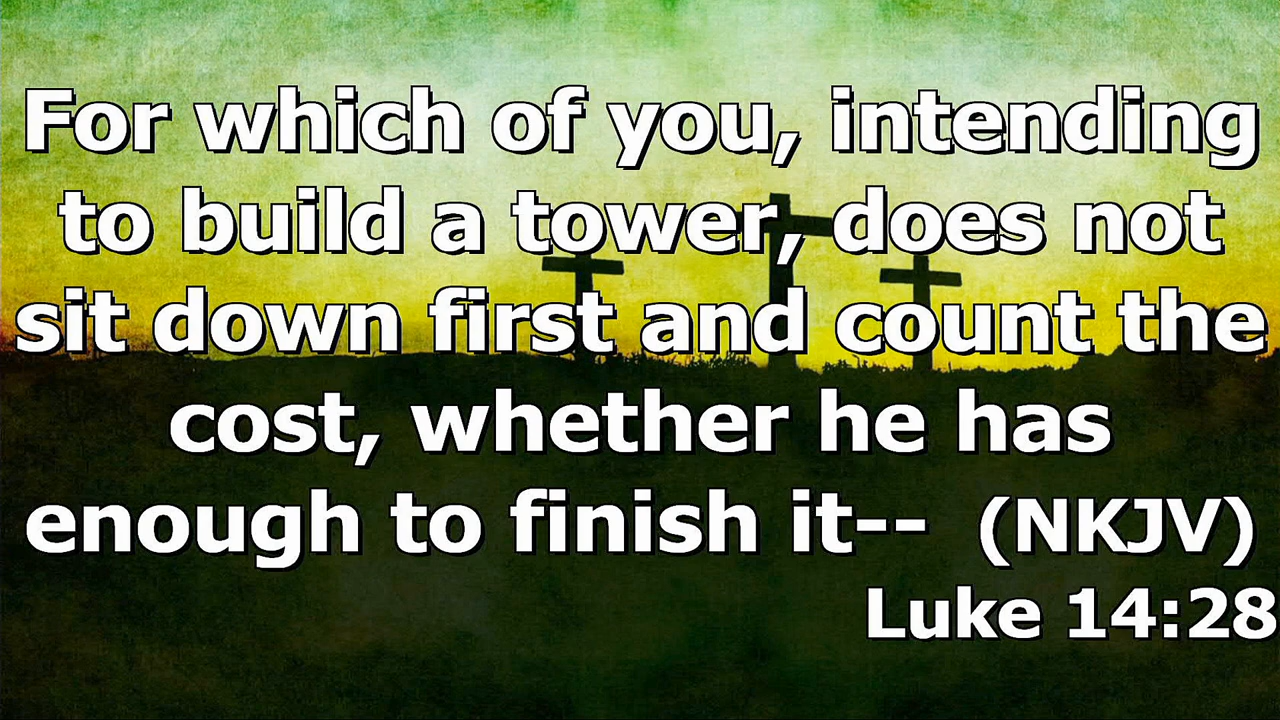 For which of you, intending
to build a tower, does not
sit down first and count the
cost, whether he has
enough to finish it--  (NKJV)
Luke 14:28